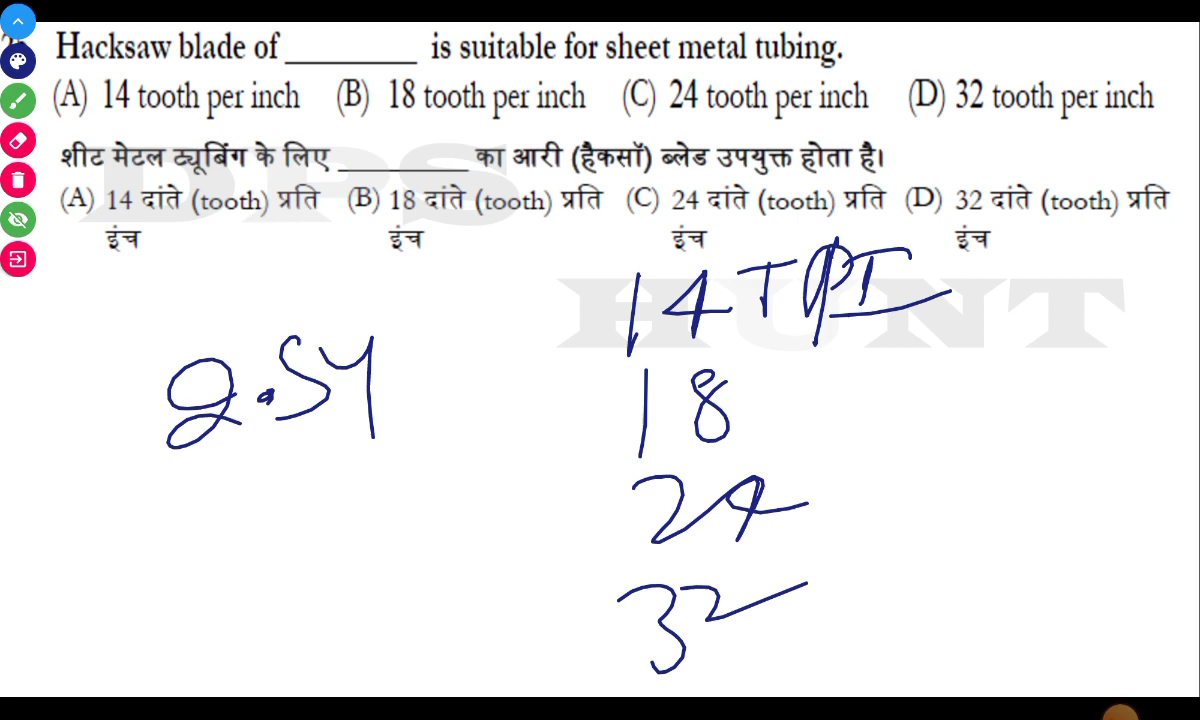 Hacksaw blade of ________ is suitable for sheet metal tubing.
(A) 14 tooth per inch (B) 18 tooth per inch (C) 24 tooth per inch (D) 32 tooth per inch
शीट मेटल ट्यूबिंग के लिए ________ का आरी (हैकसॉ) ब्लेड उपयुक्त होता है।
(A) 14 दांते (tooth) प्रति इंच (B) 18 दांते (tooth) प्रति इंच (C) 24 दांते (tooth) प्रति इंच (D) 32 दांते (tooth) प्रति इंच
DPS
HUNT
14 TPI
2.54
18
24
32